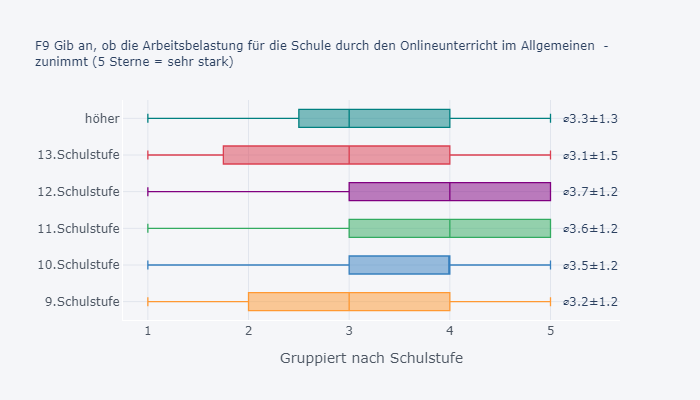 F9 Gib an, ob die Arbeitsbelastung für die Schule durch den Onlineunterricht im Allgemeinen -
zunimmt (5 Sterne = sehr stark)
höher ⌀3.3±1.3
13.Schulstufe ⌀3.1±1.5
12.Schulstufe ⌀3.7±1.2
11.Schulstufe ⌀3.6±1.2
10.Schulstufe ⌀3.5±1.2
9.Schulstufe ⌀3.2±1.2
1 2 3 4 5
Gruppiert nach Schulstufe